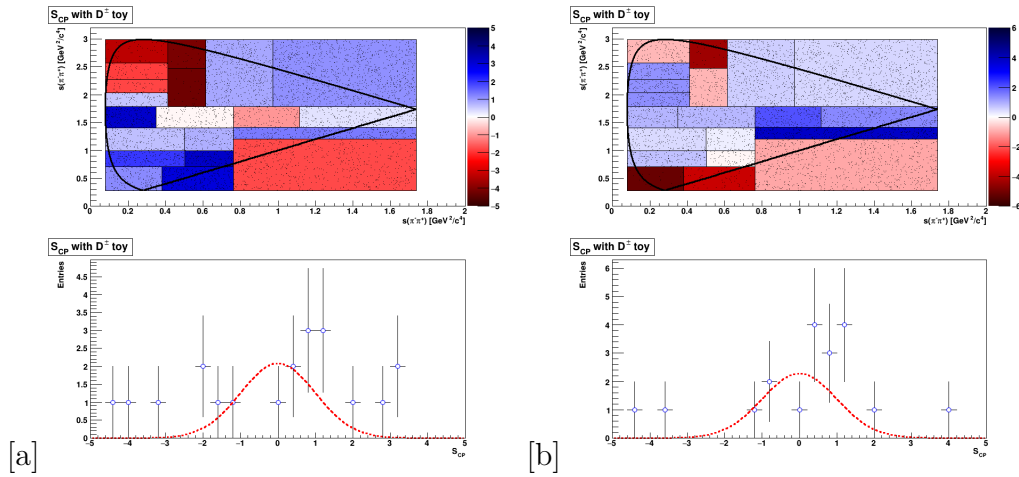 S_CP with D^± toy
s(π⁻π⁺) [GeV²/c⁴]
3
2.5
2
1.5
1
0.5
0
0 0.2 0.4 0.6 0.8 1 1.2 1.4 1.6 1.8 2
s(π⁻π⁺) [GeV²/c⁴]
5
4
3
2
1
0
−1
−2
−3
−4
−5
S_CP with D^± toy
s(π⁻π⁺) [GeV²/c⁴]
3
2.5
2
1.5
1
0.5
0
0 0.2 0.4 0.6 0.8 1 1.2 1.4 1.6 1.8 2
s(π⁻π⁺) [GeV²/c⁴]
6
4
2
0
−2
−4
−6
S_CP with D^± toy
Entries
4.5
4
3.5
3
2.5
2
1.5
1
0.5
0
−5 −4 −3 −2 −1 0 1 2 3 4 5
S_CP
[a]
S_CP with D^± toy
Entries
6
5
4
3
2
1
0
−5 −4 −3 −2 −1 0 1 2 3 4 5
S_CP
[b]